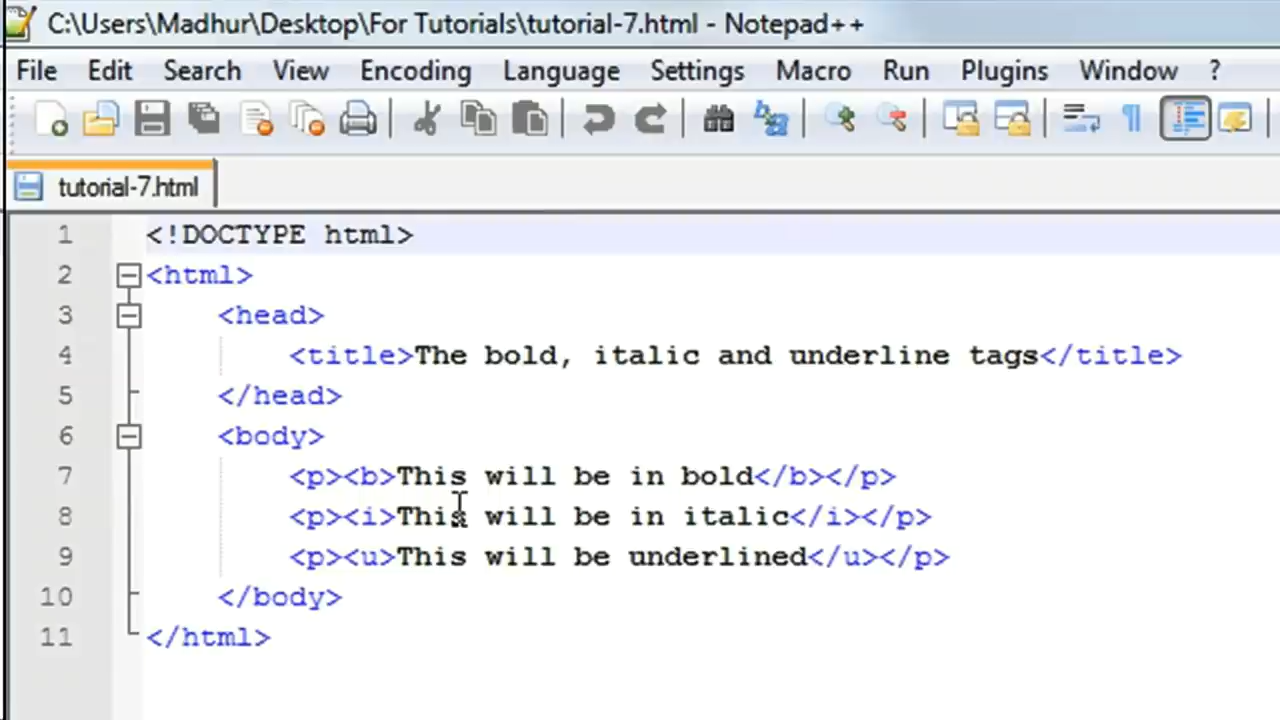 C:\Users\Madhur\Desktop\For Tutorials\tutorial-7.html - Notepad++
File Edit Search View Encoding Language Settings Macro Run Plugins Window ?
tutorial-7.html
1 <!DOCTYPE html>
2 <html>
3 <head>
4 <title>The bold, italic and underline tags</title>
5 </head>
6 <body>
7 <p><b>This will be in bold</b></p>
8 <p><i>This will be in italic</i></p>
9 <p><u>This will be underlined</u></p>
10 </body>
11 </html>